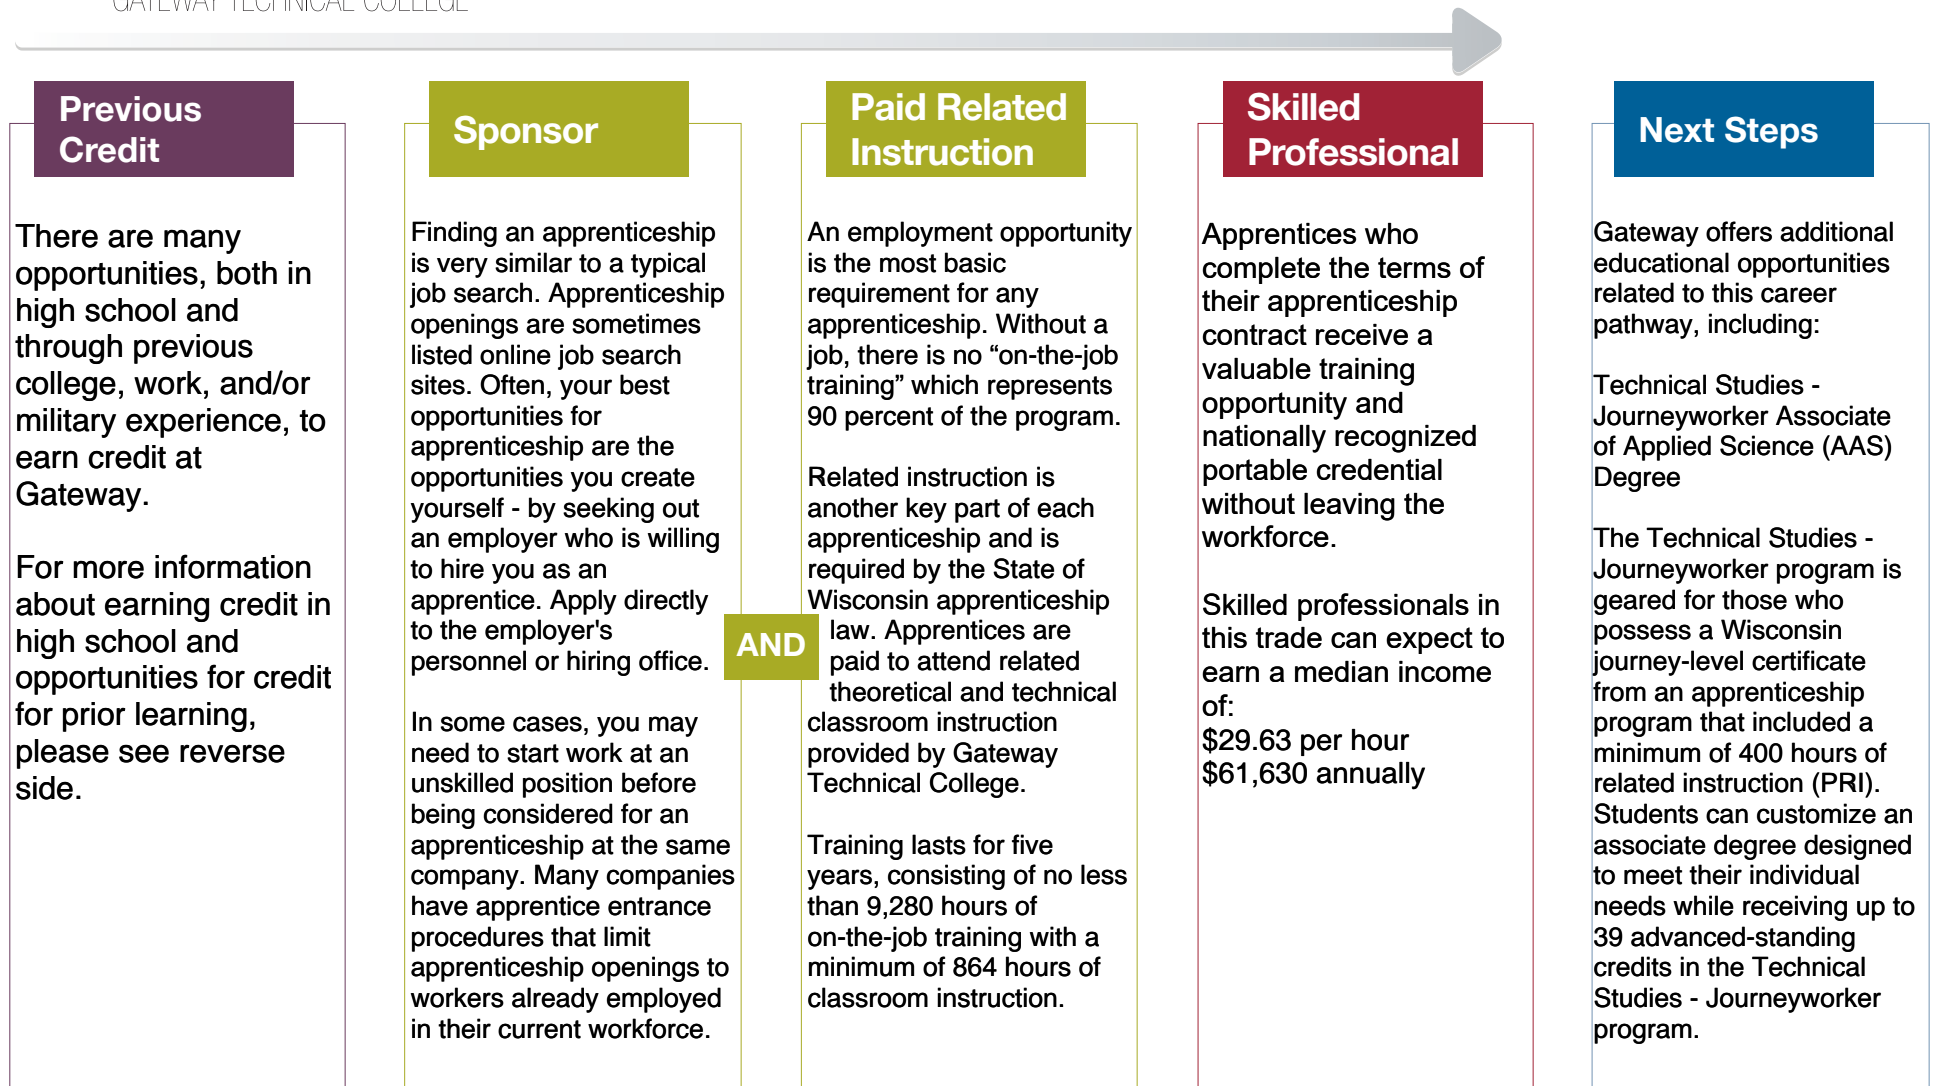 GATEWAY TECHNICAL COLLEGE
Previous
Credit
There are many
opportunities, both in
high school and
through previous
college, work, and/or
military experience, to
earn credit at
Gateway.
For more information
about earning credit in
high school and
opportunities for credit
for prior learning,
please see reverse
side.
Sponsor
Finding an apprenticeship
is very similar to a typical
job search. Apprenticeship
openings are sometimes
listed online job search
sites. Often, your best
opportunities for
apprenticeship are the
opportunities you create
yourself - by seeking out
an employer who is willing
to hire you as an
apprentice. Apply directly
to the employer's
personnel or hiring office.
In some cases, you may
need to start work at an
unskilled position before
being considered for an
apprenticeship at the same
company. Many companies
have apprentice entrance
procedures that limit
apprenticeship openings to
workers already employed
in their current workforce.
AND
Paid Related
Instruction
An employment opportunity
is the most basic
requirement for any
apprenticeship. Without a
job, there is no “on-the-job
training” which represents
90 percent of the program.
Related instruction is
another key part of each
apprenticeship and is
required by the State of
Wisconsin apprenticeship
law. Apprentices are
paid to attend related
theoretical and technical
classroom instruction
provided by Gateway
Technical College.
Training lasts for five
years, consisting of no less
than 9,280 hours of
on-the-job training with a
minimum of 864 hours of
classroom instruction.
Skilled
Professional
Apprentices who
complete the terms of
their apprenticeship
contract receive a
valuable training
opportunity and
nationally recognized
portable credential
without leaving the
workforce.
Skilled professionals in
this trade can expect to
earn a median income
of:
$29.63 per hour
$61,630 annually
Next Steps
Gateway offers additional
educational opportunities
related to this career
pathway, including:
Technical Studies -
Journeyworker Associate
of Applied Science (AAS)
Degree
The Technical Studies -
Journeyworker program is
geared for those who
possess a Wisconsin
journey-level certificate
from an apprenticeship
program that included a
minimum of 400 hours of
related instruction (PRI).
Students can customize an
associate degree designed
to meet their individual
needs while receiving up to
39 advanced-standing
credits in the Technical
Studies - Journeyworker
program.